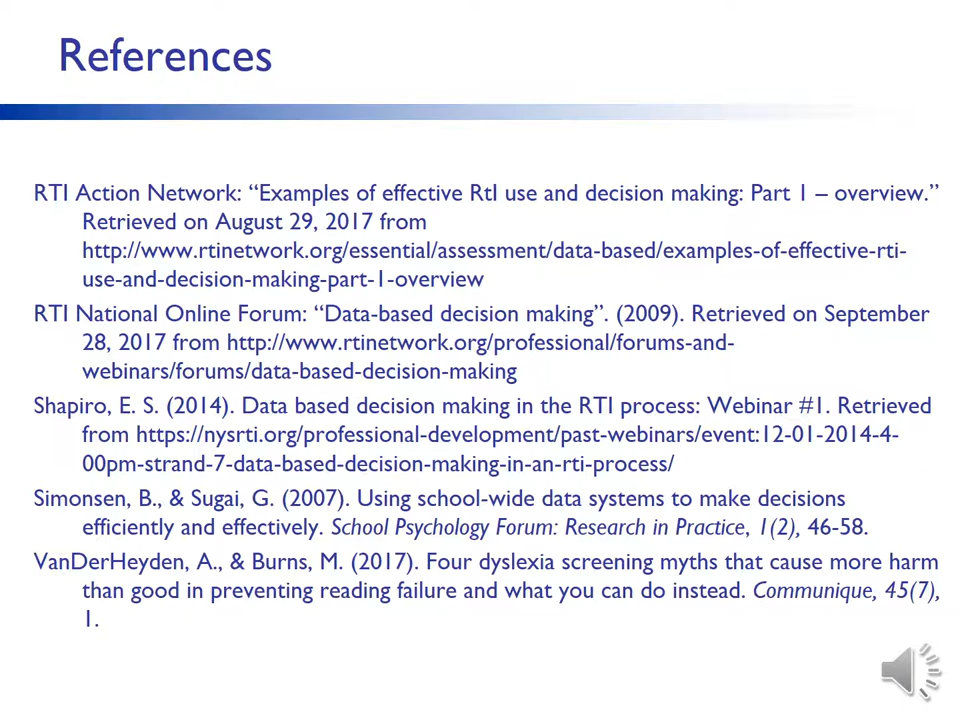 References
RTI Action Network: “Examples of effective RtI use and decision making: Part 1 – overview.”
Retrieved on August 29, 2017 from
http://www.rtinetwork.org/essential/assessment/data-based/examples-of-effective-rti-
use-and-decision-making-part-1-overview
RTI National Online Forum: “Data-based decision making”. (2009). Retrieved on September
28, 2017 from http://www.rtinetwork.org/professional/forums-and-
webinars/forums/data-based-decision-making
Shapiro, E. S. (2014). Data based decision making in the RTI process: Webinar #1. Retrieved
from https://nysrti.org/professional-development/past-webinars/event:12-01-2014-4-
00pm-strand-7-data-based-decision-making-in-an-rti-process/
Simonsen, B., & Sugai, G. (2007). Using school-wide data systems to make decisions
efficiently and effectively. School Psychology Forum: Research in Practice, 1(2), 46-58.
VanDerHeyden, A., & Burns, M. (2017). Four dyslexia screening myths that cause more harm
than good in preventing reading failure and what you can do instead. Communique, 45(7),
1.